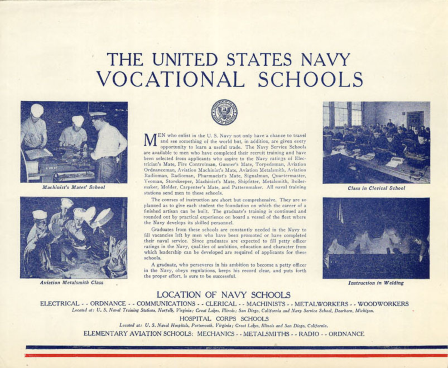 THE UNITED STATES NAVY
VOCATIONAL SCHOOLS
MEN who enlist in the U. S. Navy not only have a chance to travel
and see something of the world but, in addition, are given every
opportunity to learn a useful trade. The Navy Service Schools
are available to men who have completed their recruit training and have
been selected from applicants who aspire to the Navy ratings of Elec-
trician's Mate, Fire Controlman, Gunner's Mate, Torpedoman, Aviation
Ordnanceman, Aviation Machinist's Mate, Aviation Metalsmith, Aviation
Radioman, Radioman, Pharmacist's Mate, Signalman, Quartermaster,
Yeoman, Storekeeper, Machinist's Mate, Shipfitter, Metalsmith, Boiler-
maker, Molder, Carpenter's Mate, and Patternmaker. All naval training
stations send men to these schools.
The courses of instruction are short but comprehensive. They are so
planned as to give each student the foundation on which the career of a
finished artisan can be built. The graduate's training is continued and
rounded out by practical experience on board a vessel of the fleet where
the Navy develops its skilled personnel.
Graduates from these schools are constantly needed in the Navy to
fill vacancies left by men who have been promoted or have completed
their naval service. Since graduates are expected to fill petty officer
ratings in the Navy, qualities of ambition, education and character from
which leadership can be developed are required of applicants for these
schools.
A graduate, who perseveres in his ambition to become a petty officer
in the Navy, obeys regulations, keeps his record clear, and puts forth
the proper effort, is sure to be successful.
Machinist's Mates' School
Class in Clerical School
Aviation Metalsmith Class
Instruction in Welding
LOCATION OF NAVY SCHOOLS
ELECTRICAL - - ORDNANCE - - COMMUNICATIONS - - CLERICAL - - MACHINISTS - - METALWORKERS - - WOODWORKERS
Located at: U. S. Naval Training Station, Norfolk, Virginia; Great Lakes, Illinois; San Diego, California and Navy Service School, Dearborn, Michigan.
HOSPITAL CORPS SCHOOLS
Located at: U. S. Naval Hospitals, Portsmouth, Virginia; Great Lakes, Illinois and San Diego, California.
ELEMENTARY AVIATION SCHOOLS: MECHANICS - - METALSMITHS - - RADIO - - ORDNANCE